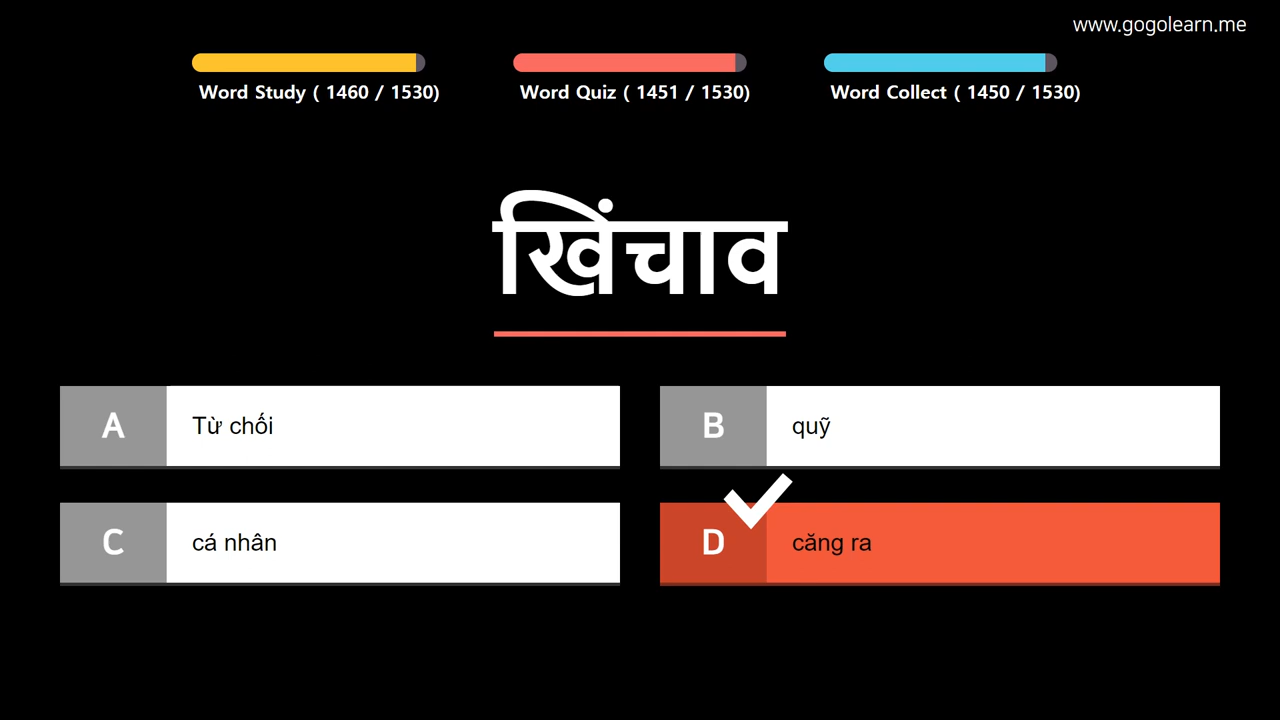 www.gogolearn.me
Word Study ( 1460 / 1530)
Word Quiz ( 1451 / 1530)
Word Collect ( 1450 / 1530)
खिंचाव
A Từ chối
B quỹ
C cá nhân
D căng ra